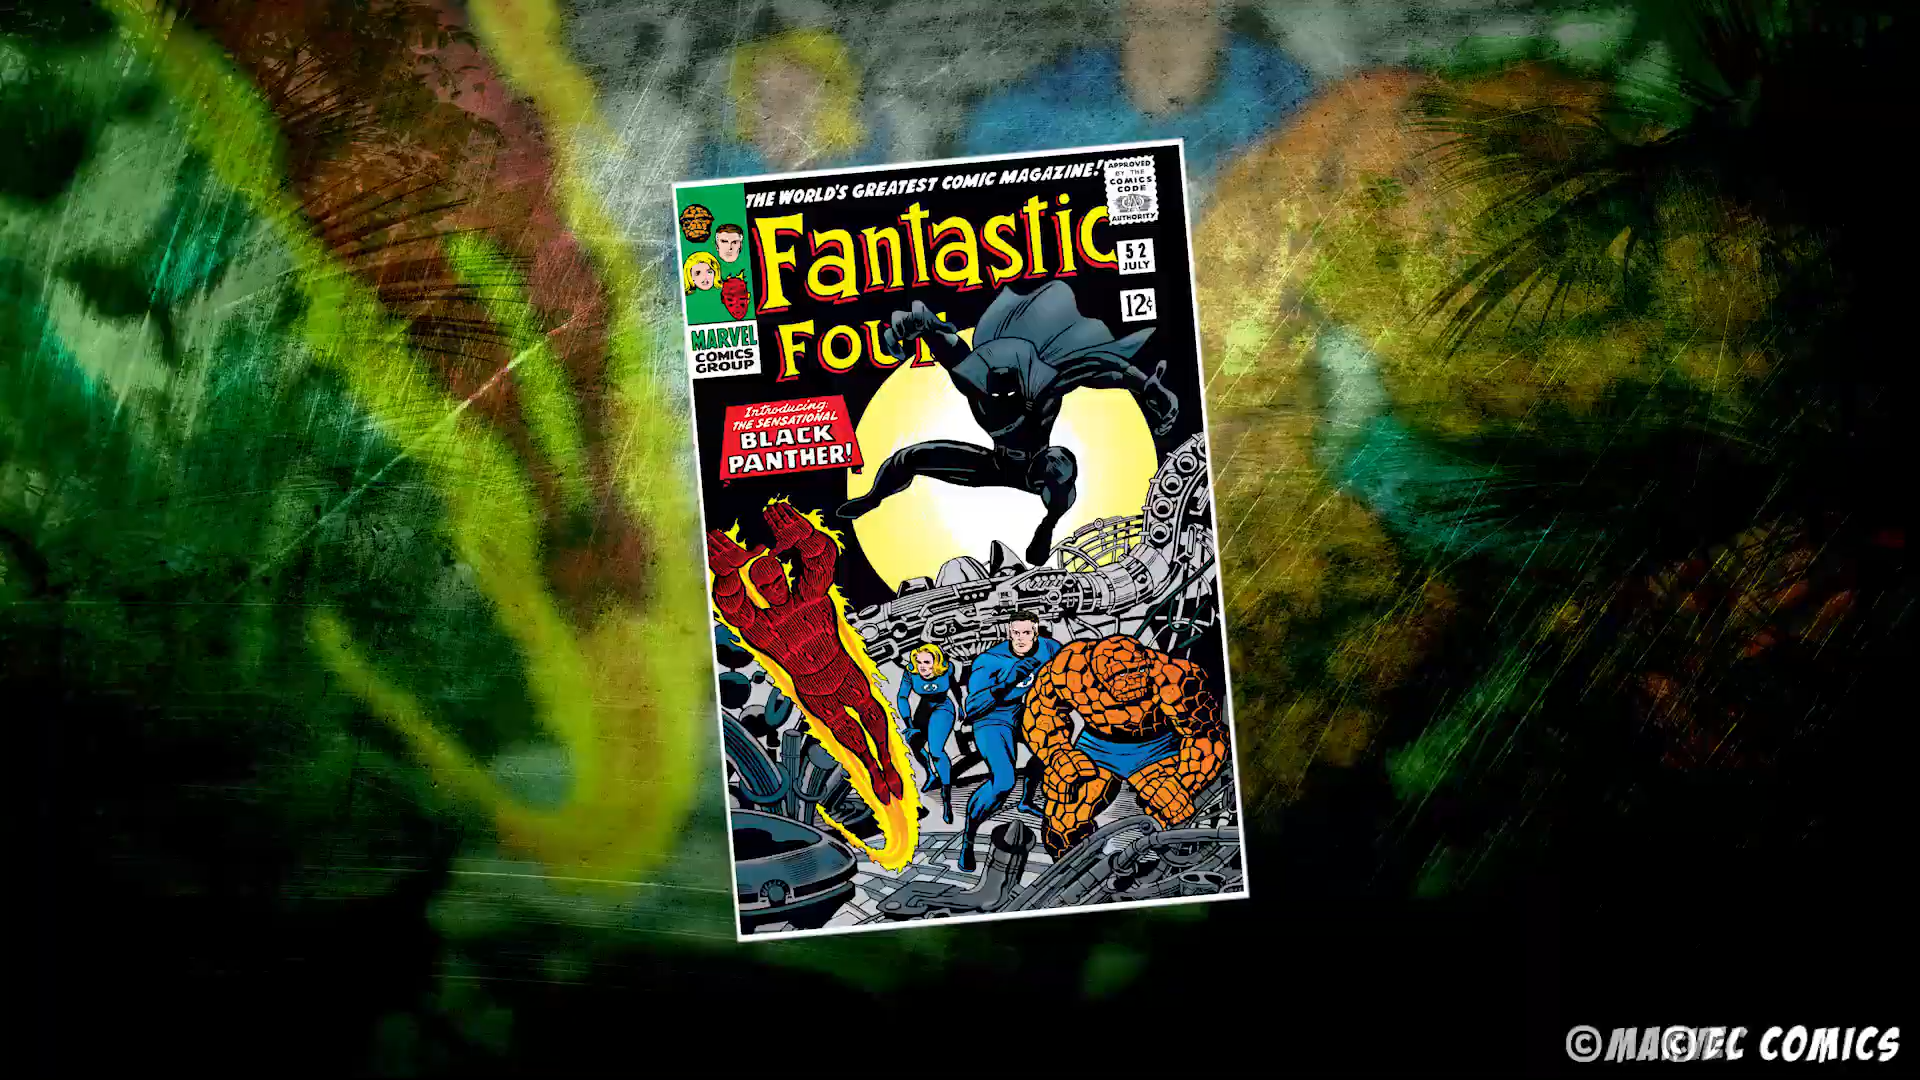 THE WORLD'S GREATEST COMIC MAGAZINE!
APPROVED
BY THE
COMICS
CODE
AUTHORITY
Fantastic
FOUR
52
JULY
12¢
MARVEL
COMICS
GROUP
Introducing
THE SENSATIONAL
BLACK
PANTHER!
© MARVEL COMICS